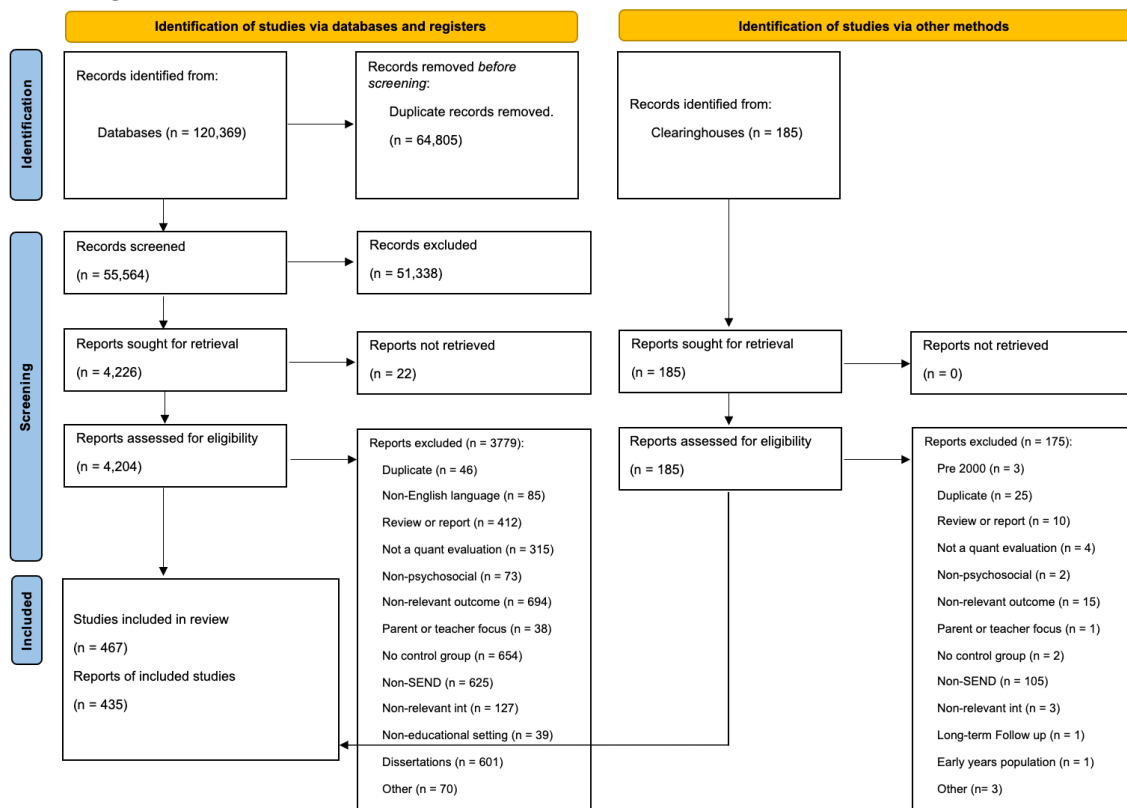 Identification of studies via databases and registers
Identification of studies via other methods
Identification
Records identified from:
Databases (n = 120,369)
Records removed before
screening:
Duplicate records removed.
(n = 64,805)
Records identified from:
Clearinghouses (n = 185)
Screening
Records screened
(n = 55,564)
Records excluded
(n = 51,338)
Reports sought for retrieval
(n = 4,226)
Reports not retrieved
(n = 22)
Reports sought for retrieval
(n = 185)
Reports not retrieved
(n = 0)
Reports assessed for eligibility
(n = 4,204)
Reports excluded (n = 3779):
Duplicate (n = 46)
Non-English language (n = 85)
Review or report (n = 412)
Not a quant evaluation (n = 315)
Non-psychosocial (n = 73)
Non-relevant outcome (n = 694)
Parent or teacher focus (n = 38)
No control group (n = 654)
Non-SEND (n = 625)
Non-relevant int (n = 127)
Non-educational setting (n = 39)
Dissertations (n = 601)
Other (n = 70)
Reports assessed for eligibility
(n = 185)
Reports excluded (n = 175):
Pre 2000 (n = 3)
Duplicate (n = 25)
Review or report (n = 10)
Not a quant evaluation (n = 4)
Non-psychosocial (n = 2)
Non-relevant outcome (n = 15)
Parent or teacher focus (n = 1)
No control group (n = 2)
Non-SEND (n = 105)
Non-relevant int (n = 3)
Long-term Follow up (n = 1)
Early years population (n = 1)
Other (n= 3)
Included
Studies included in review
(n = 467)
Reports of included studies
(n = 435)